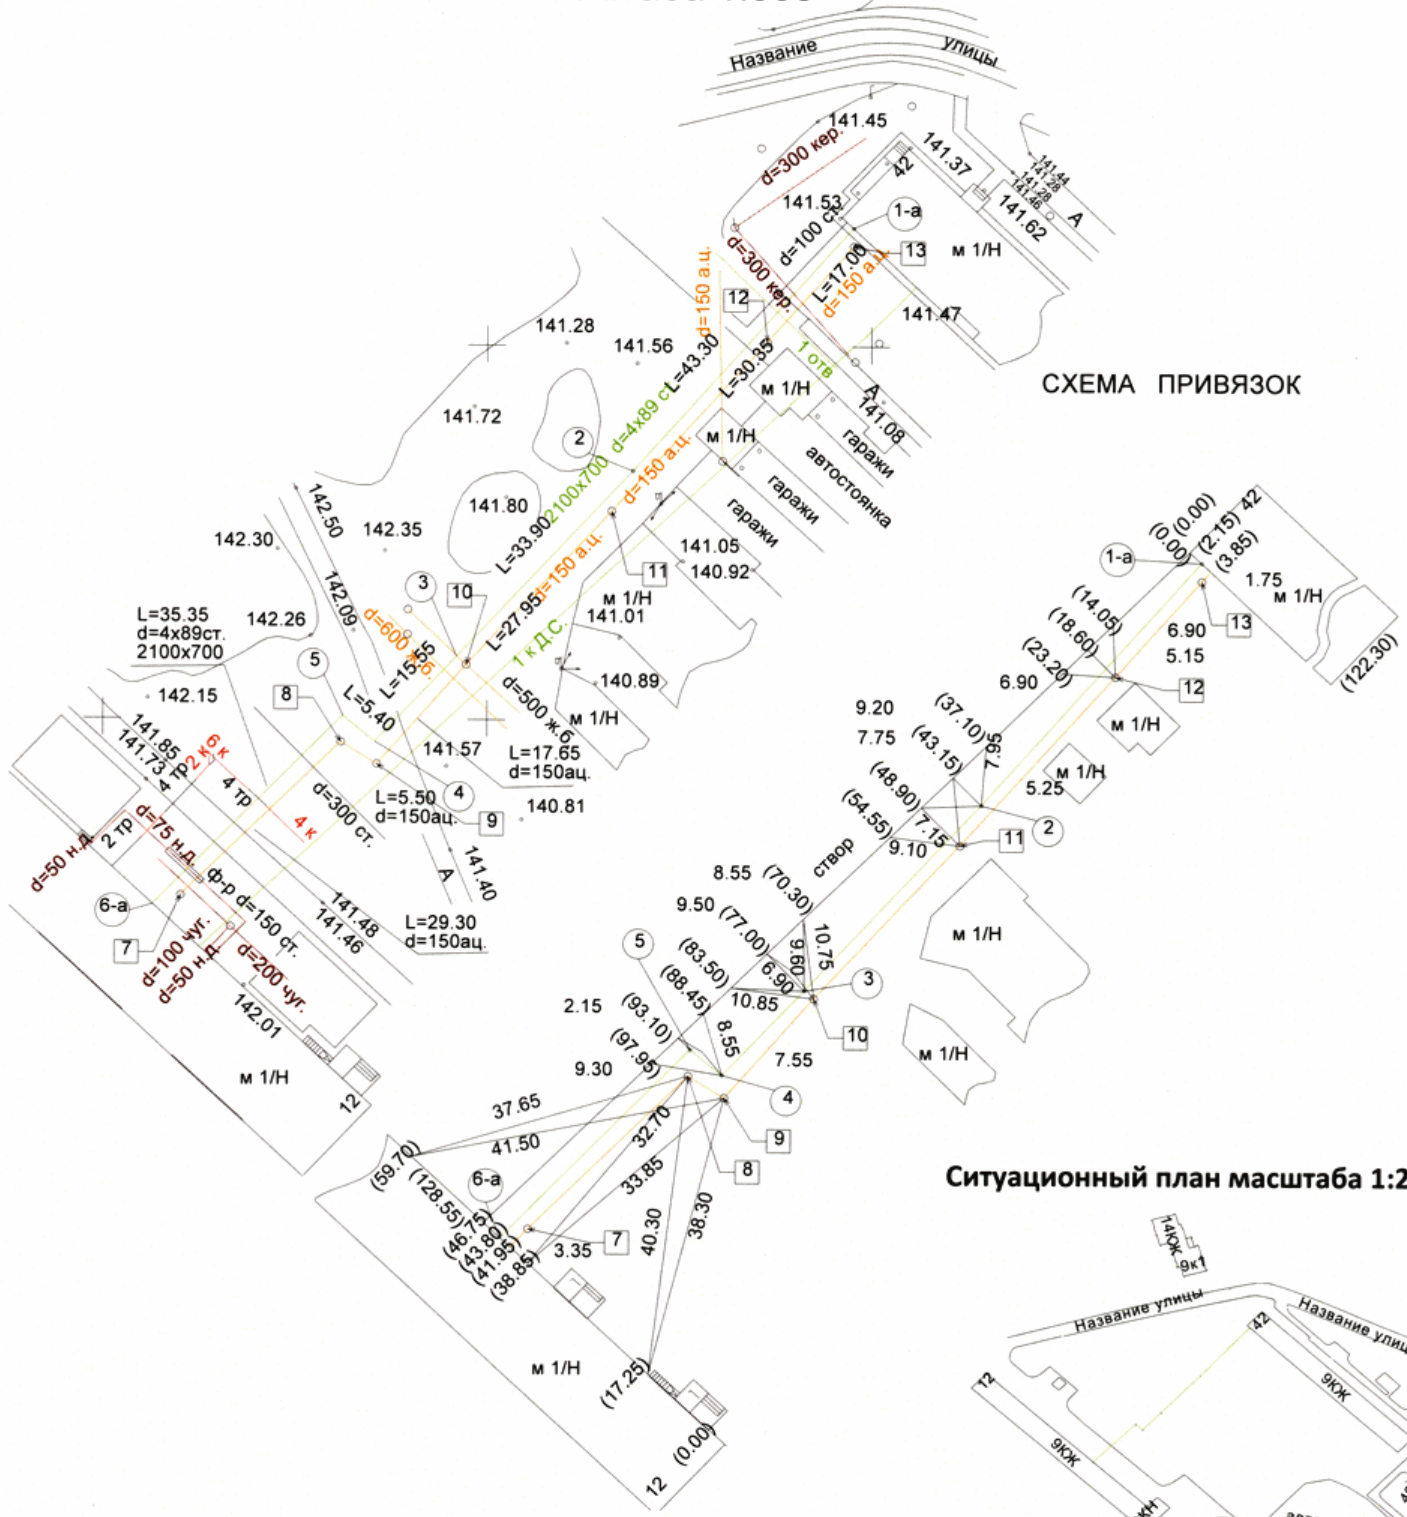 Название улицы
141.45
d=300 кер.
42
141.37
141.44
141.28
141.28
141.46
А
141.62
141.53
d=100 ст.
1-а
13
м 1/Н
d=300 кер.
L=17.00
d=150 а.ц.
d=150 а.ц.
12
141.47
141.28
141.56
L=43.30
L=30.35
1 отв
м 1/Н
А
141.08
СХЕМА ПРИВЯЗОК
141.72
d=4х89 ст.
2
м 1/Н
гаражи
автостоянка
гаражи
гаражи
d=150 а.ц.
2100х700
141.80
142.50
142.35
142.30
L=33.90
d=150 а.ц.
141.05
140.92
11
3
10
м 1/Н
141.01
142.09
142.26
L=35.35
d=4х89ст.
2100х700
d=600 ж.б.
L=27.95
1 к Д.С.
L=15.55
5
8
L=5.40
d=500 ж.б
140.89
м 1/Н
142.15
141.85
141.73
2 к
6 к
4 тр
4 тр
4 к
141.57
L=17.65
d=150ац.
L=5.50
d=150ац.
4
9
140.81
d=300 ст.
2 тр
d=75 н.д.
d=50 н.д.
ф-р d=150 ст.
А
141.40
6-а
7
d=100 чуг.
d=50 н.д
d=200 чуг.
141.48
141.46
L=29.30
d=150ац.
142.01
м 1/Н
12
(0.00)
(0.00)
(2.15)
42
(3.85)
1-а
1.75
м 1/Н
13
(122.30)
(14.05)
(18.60)
(23.20)
6.90
5.15
6.90
12
м 1/Н
9.20
7.75
(37.10)
(43.15)
7.95
5.25
м 1/Н
(48.90)
(54.55)
7.15
9.10
2
11
створ
8.55
(70.30)
9.50
(77.00)
10.75
9.60
6.90
(83.50)
(88.45)
10.85
3
10
м 1/Н
м 1/Н
5
2.15
(93.10)
(97.95)
8.55
9.30
7.55
4
9
8
37.65
41.50
32.70
33.85
40.30
38.30
(59.70)
(128.55)
6-а
(46.75)
(43.80)
(41.95)
(38.85)
3.35
7
м 1/Н
(17.25)
(0.00)
12
Ситуационный план масштаба 1:2
14ЮЖ
9к1
Название улицы
Название улиц
42
12
9КЖ
9КЖ